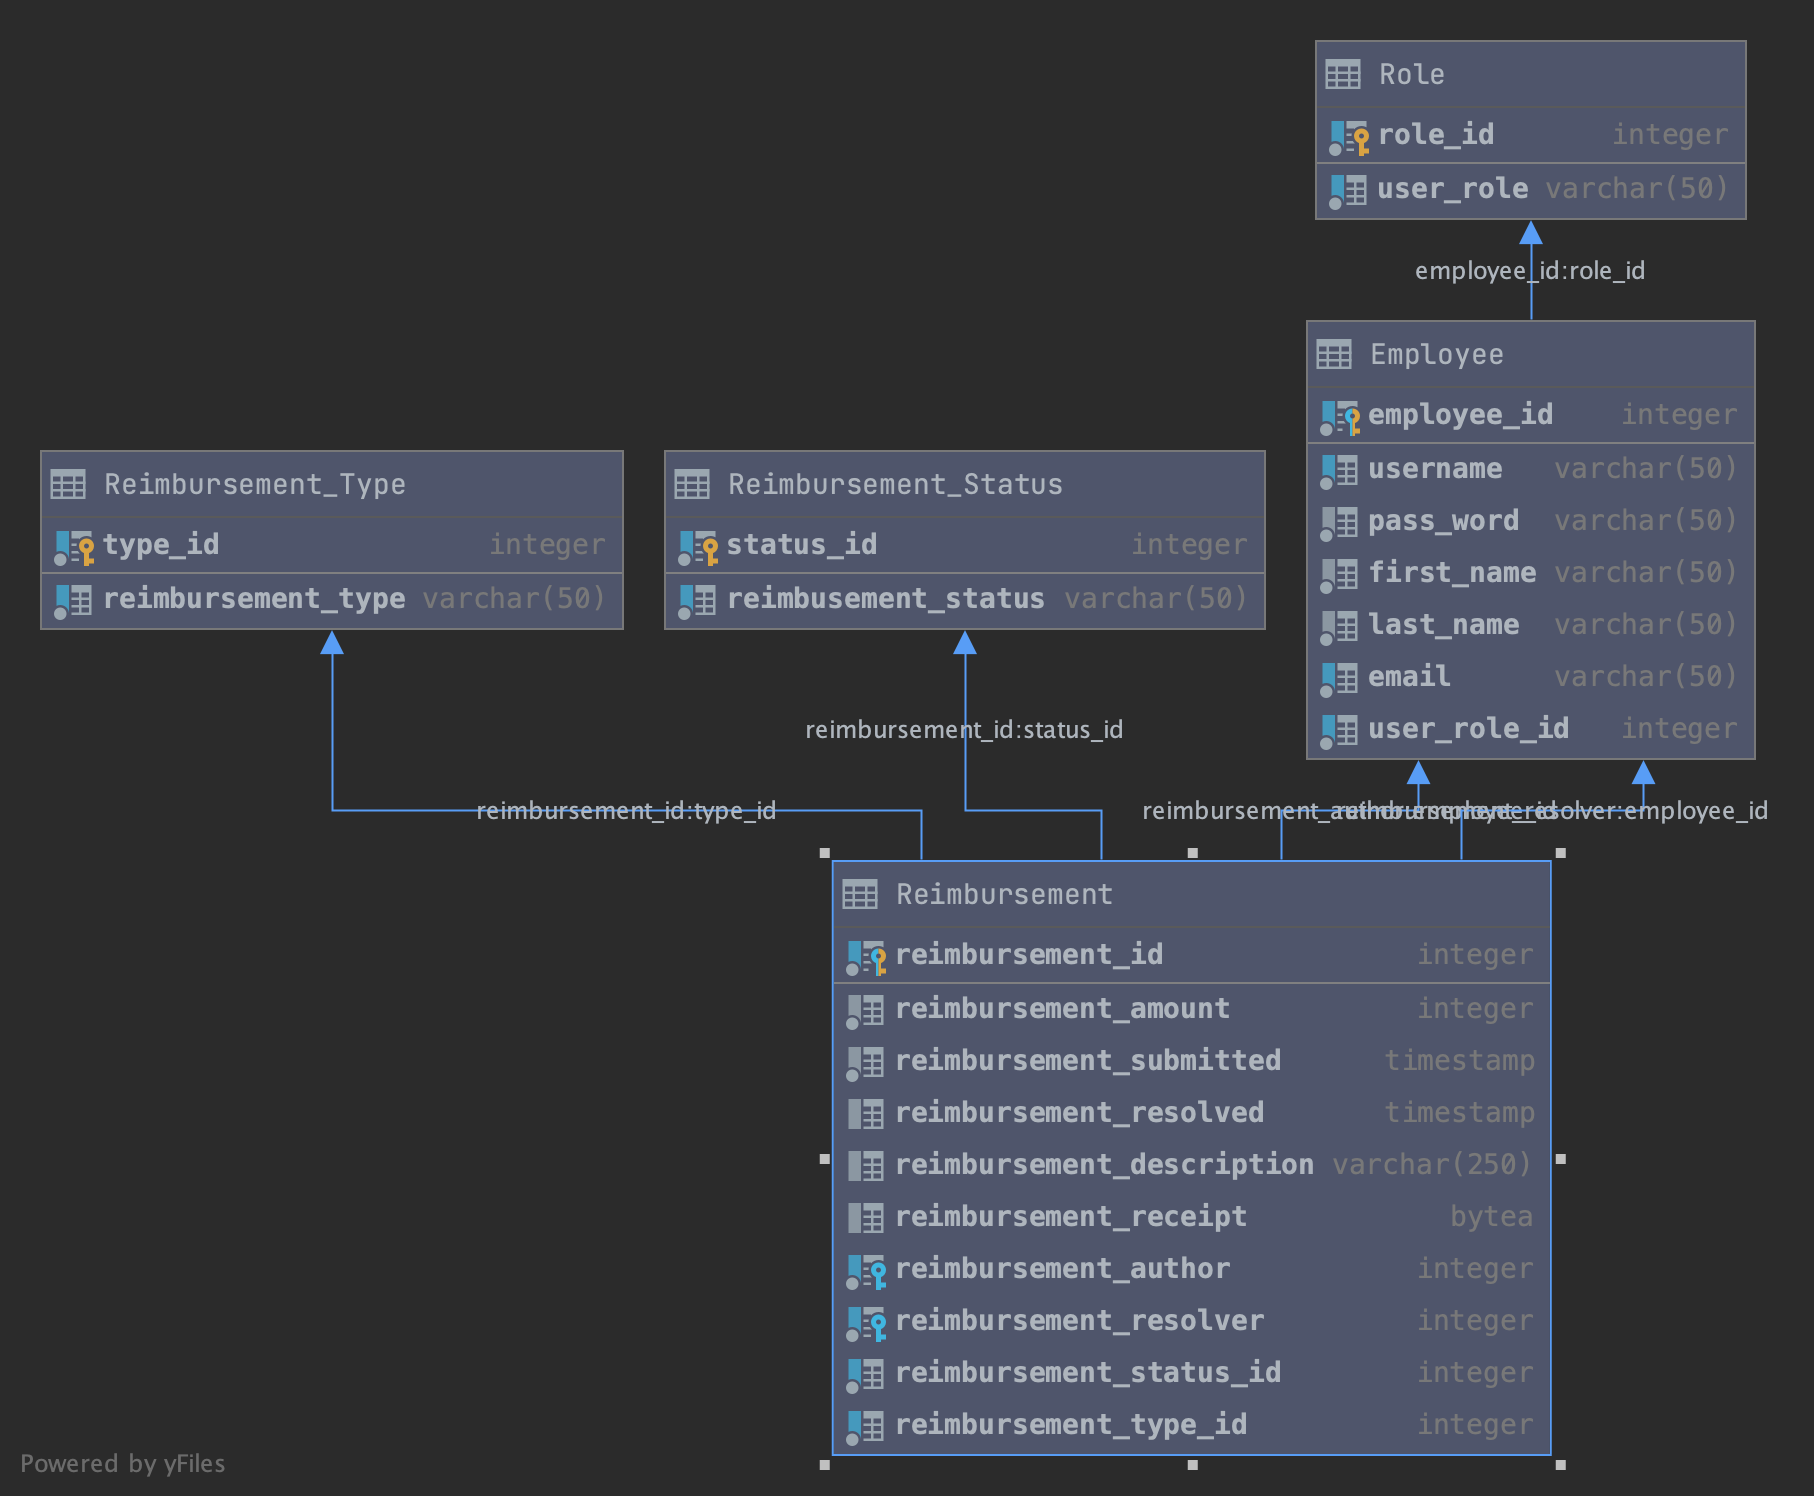 Role
role_id integer
user_role varchar(50)
employee_id:role_id
Employee
employee_id integer
username varchar(50)
pass_word varchar(50)
first_name varchar(50)
last_name varchar(50)
email varchar(50)
user_role_id integer
Reimbursement_Type
type_id integer
reimbursement_type varchar(50)
Reimbursement_Status
status_id integer
reimbusement_status varchar(50)
reimbursement_id:status_id
reimbursement_id:type_id
reimbursement_author:employee_id
reimbursement_resolver:employee_id
Reimbursement
reimbursement_id integer
reimbursement_amount integer
reimbursement_submitted timestamp
reimbursement_resolved timestamp
reimbursement_description varchar(250)
reimbursement_receipt bytea
reimbursement_author integer
reimbursement_resolver integer
reimbursement_status_id integer
reimbursement_type_id integer
Powered by yFiles